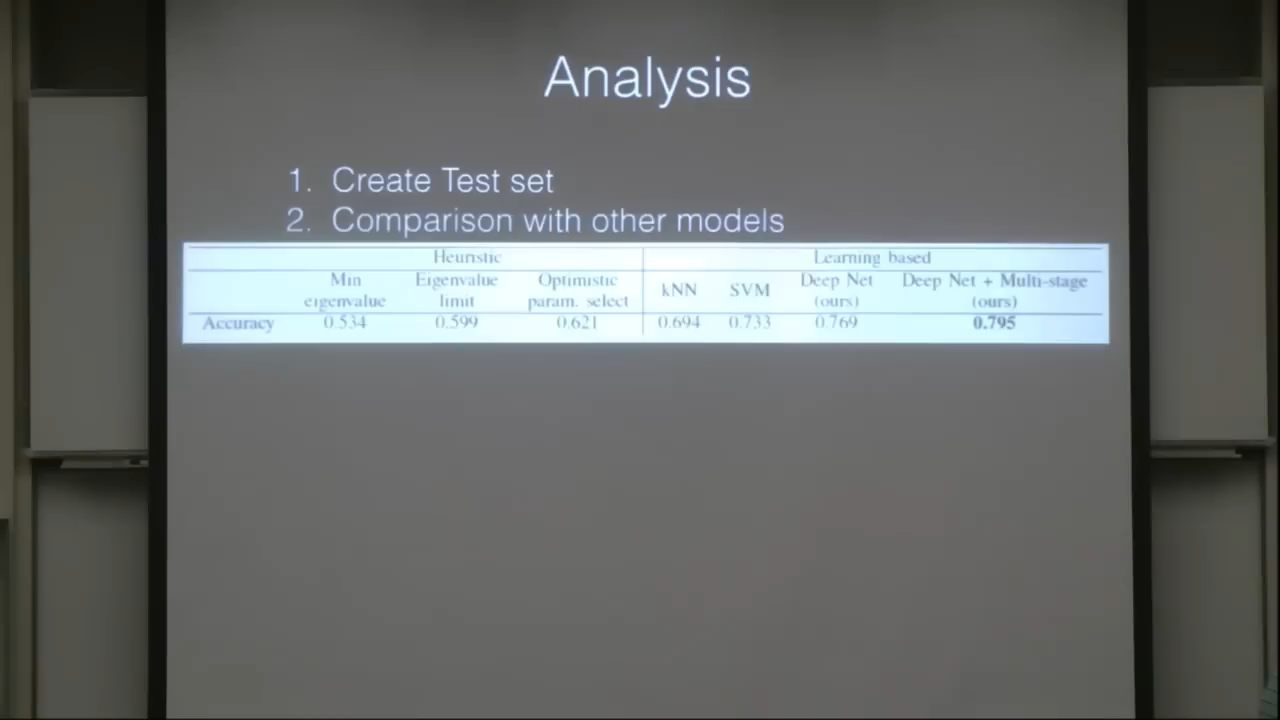 Analysis
1. Create Test set
2. Comparison with other models
Heuristic Learning based
Min Eigenvalue Optimistic kNN SVM Deep Net Deep Net + Multi-stage
eigenvalue limit param. select (ours) (ours)
Accuracy 0.534 0.599 0.621 0.694 0.733 0.769 0.795